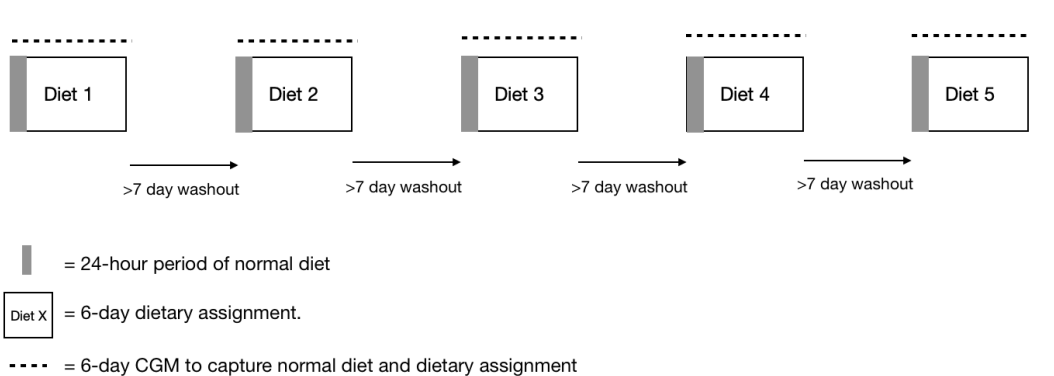 Diet 1
Diet 2
Diet 3
Diet 4
Diet 5
>7 day washout
>7 day washout
>7 day washout
>7 day washout
= 24-hour period of normal diet
Diet X
= 6-day dietary assignment.
= 6-day CGM to capture normal diet and dietary assignment